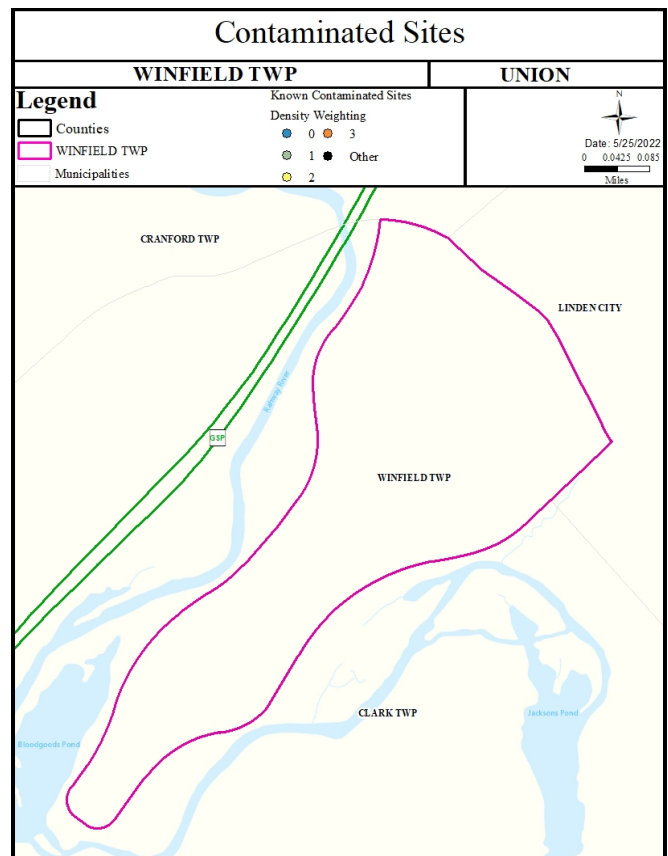 Contaminated Sites
WINFIELD TWP
UNION
Legend
Counties
WINFIELD TWP
Municipalities
Known Contaminated Sites
Density Weighting
0
3
1
Other
2
N
Date: 5/25/2022
0 0.0425 0.085
Miles
CRANFORD TWP
LINDEN CITY
Rahway River
GSP
WINFIELD TWP
CLARK TWP
Jacksons Pond
Bloodgoods Pond